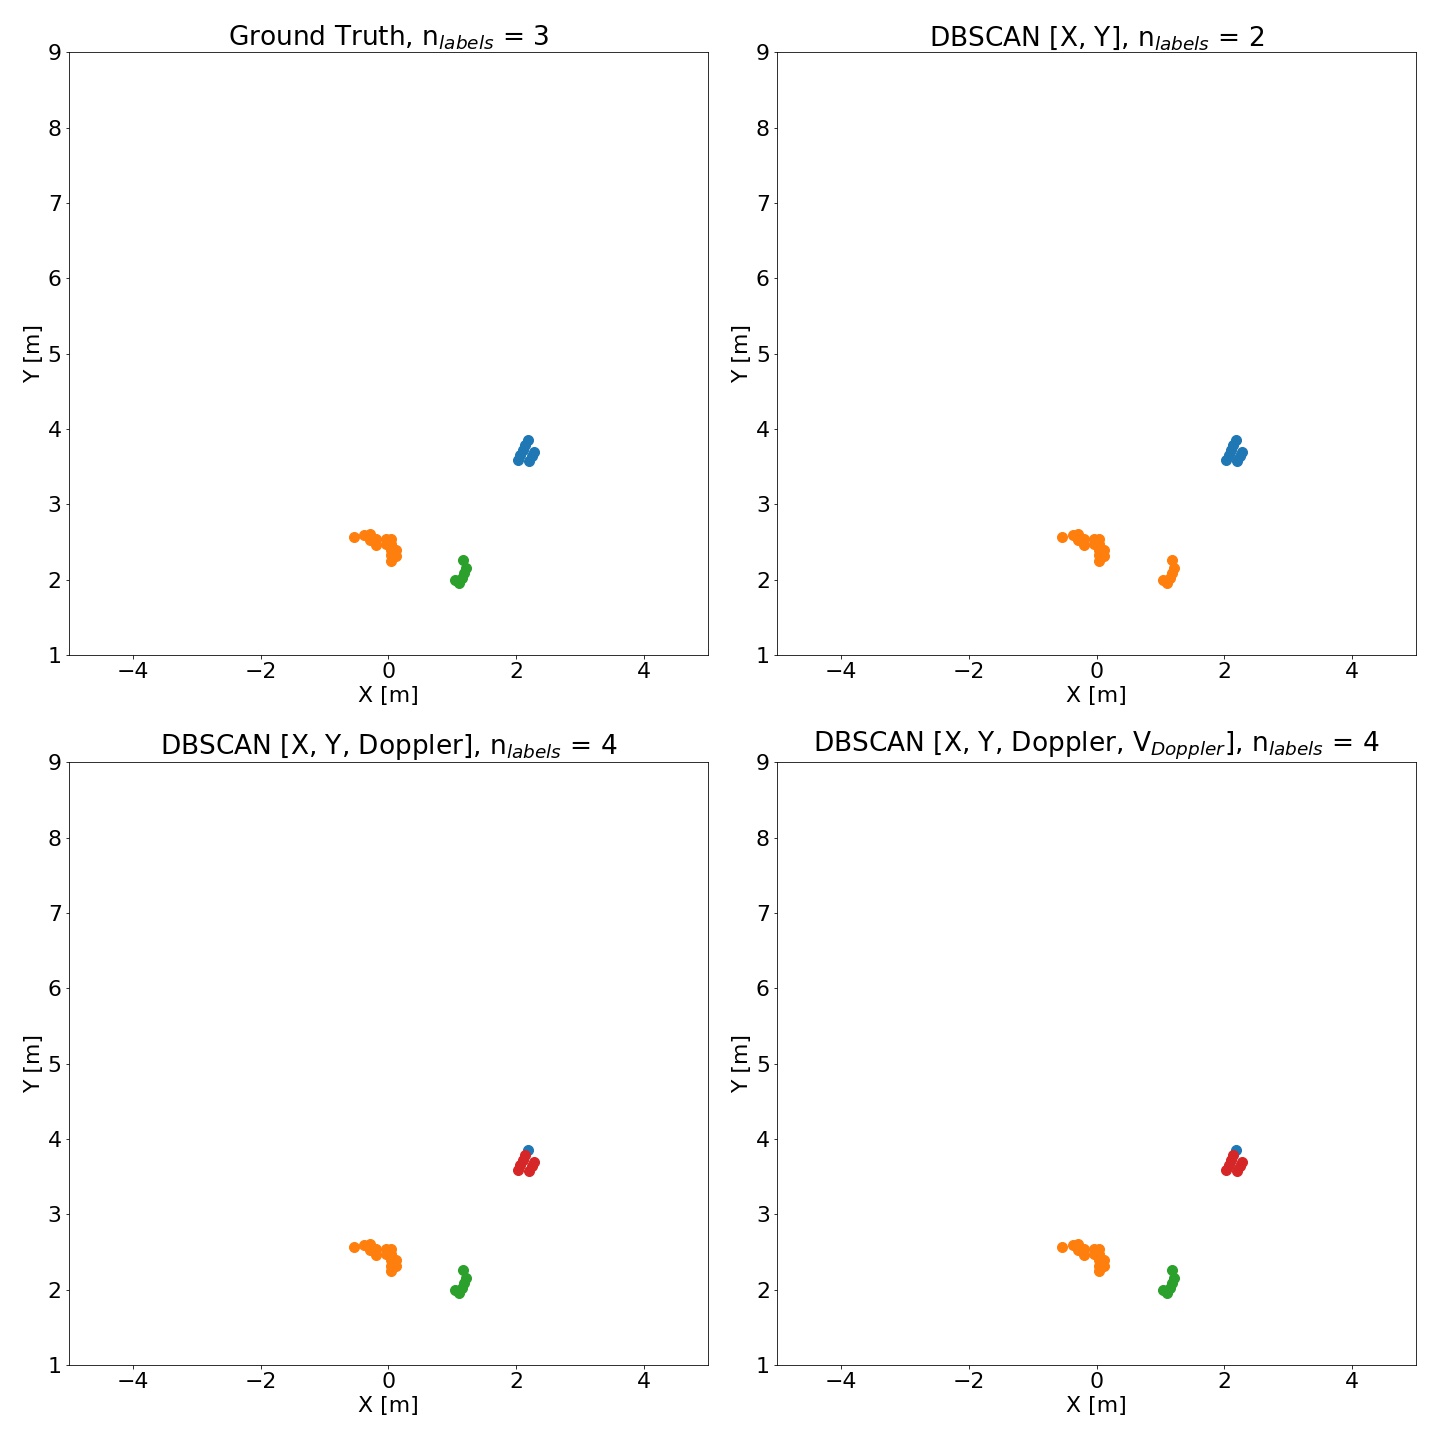 Ground Truth, n_labels = 3
9
8
7
6
5
4
3
2
1
Y [m]
−4 −2 0 2 4
X [m]
DBSCAN [X, Y], n_labels = 2
9
8
7
6
5
4
3
2
1
Y [m]
−4 −2 0 2 4
X [m]
DBSCAN [X, Y, Doppler], n_labels = 4
9
8
7
6
5
4
3
2
1
Y [m]
−4 −2 0 2 4
X [m]
DBSCAN [X, Y, Doppler, V_Doppler], n_labels = 4
9
8
7
6
5
4
3
2
1
Y [m]
−4 −2 0 2 4
X [m]